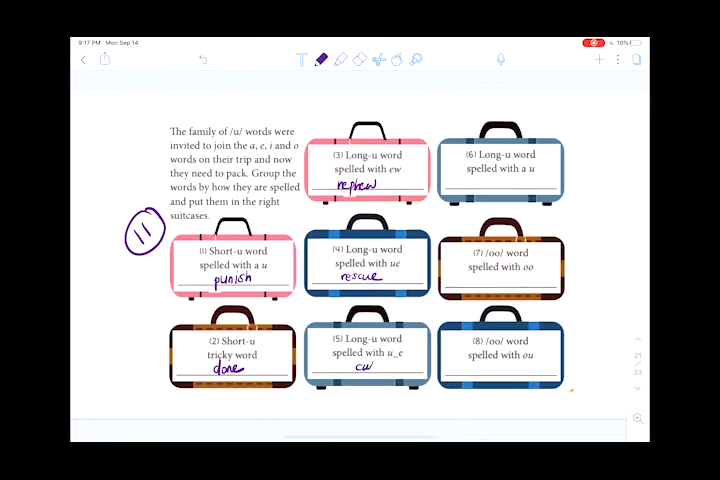 9:17 PM Mon Sep 14
10%
The family of /u/ words were
invited to join the a, e, i and o
words on their trip and now
they need to pack. Group the
words by how they are spelled
and put them in the right
suitcases.
11
(1) Short-u word
spelled with a u
punish
(2) Short-u
tricky word
done
(3) Long-u word
spelled with ew
nephew
(4) Long-u word
spelled with ue
rescue
(5) Long-u word
spelled with u_e
cu
(6) Long-u word
spelled with a u
(7) /oo/ word
spelled with oo
(8) /oo/ word
spelled with ou
21
/
23